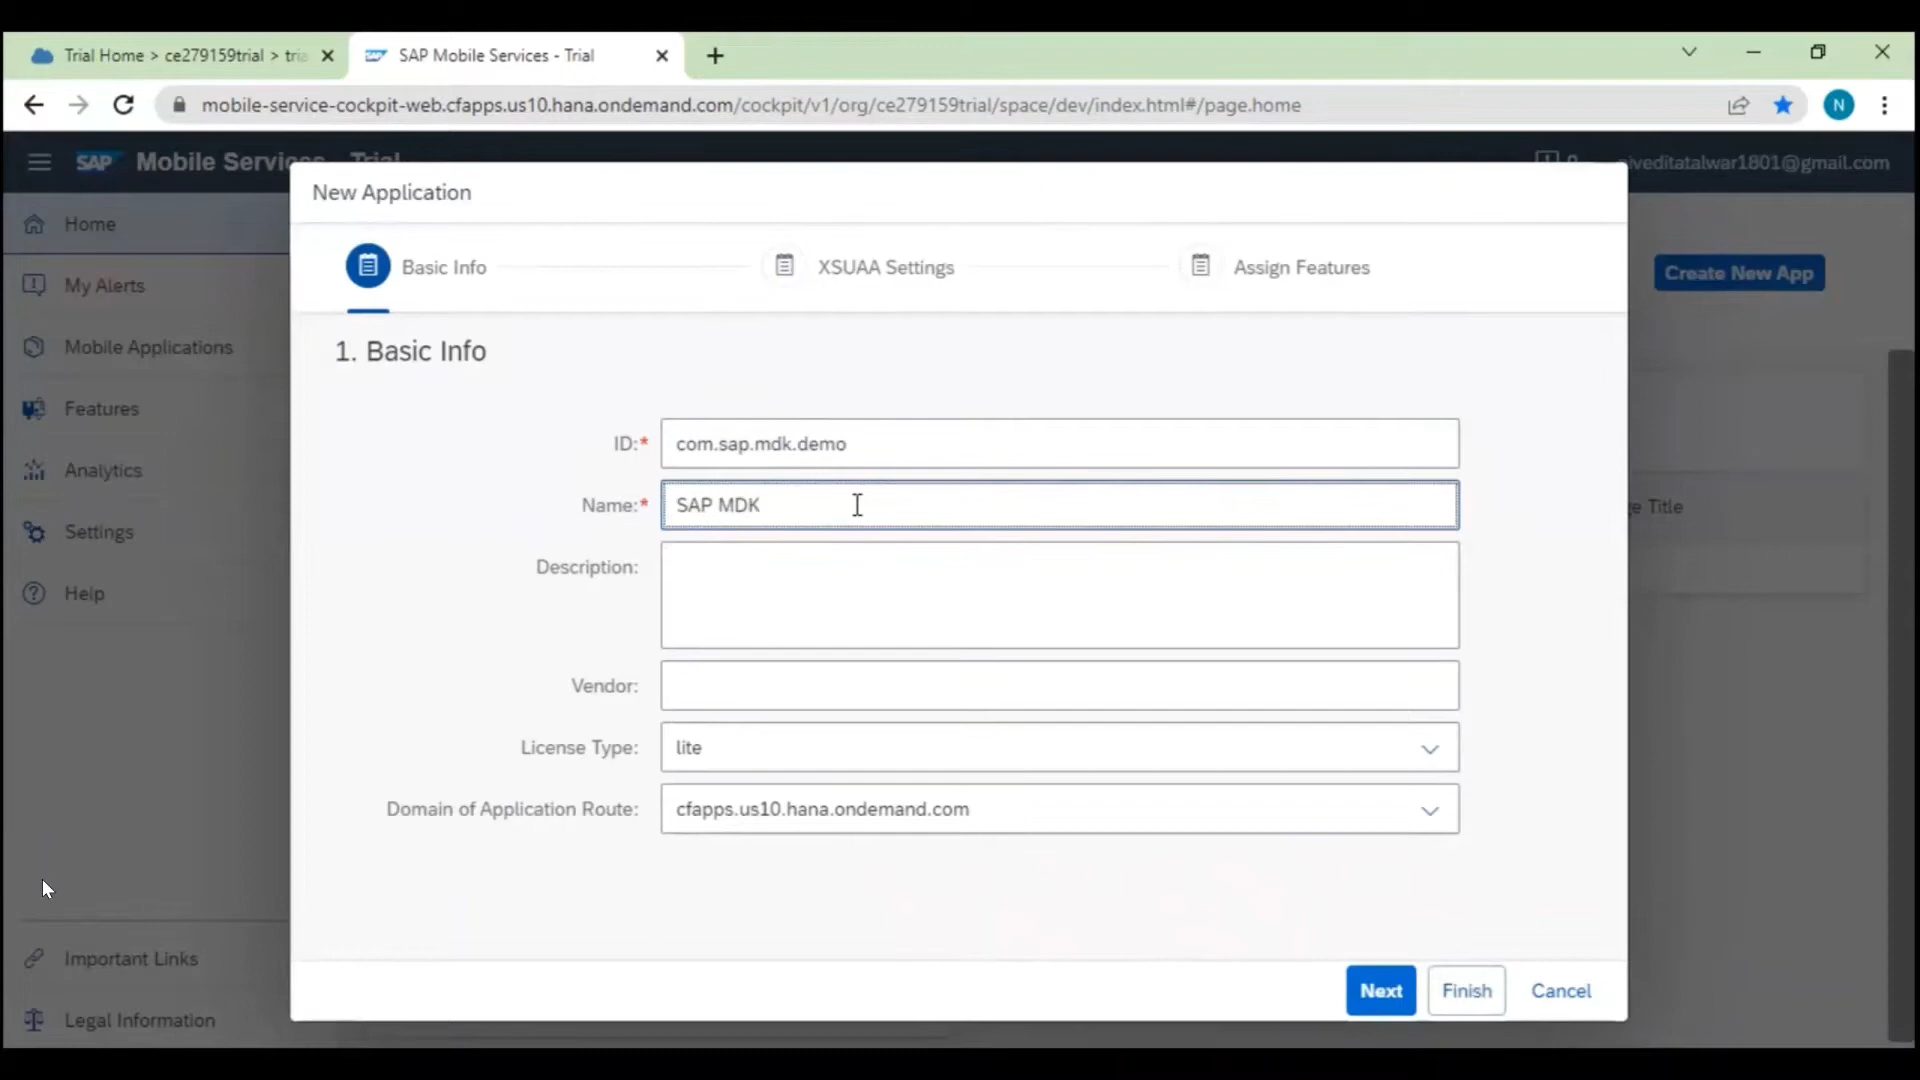 Trial Home > ce279159trial > tria
SAP Mobile Services - Trial
mobile-service-cockpit-web.cfapps.us10.hana.ondemand.com/cockpit/v1/org/ce279159trial/space/dev/index.html#/page.home
N
SAP Mobile Services - Trial
iveditatalwar1801@gmail.com
New Application
Home
Basic Info
XSUAA Settings
Assign Features
Create New App
My Alerts
Mobile Applications
1. Basic Info
Features
ID:* com.sap.mdk.demo
Analytics
Name:* SAP MDK
e Title
Settings
Description:
Help
Vendor:
License Type: lite
Domain of Application Route: cfapps.us10.hana.ondemand.com
Important Links
Next
Finish
Cancel
Legal Information